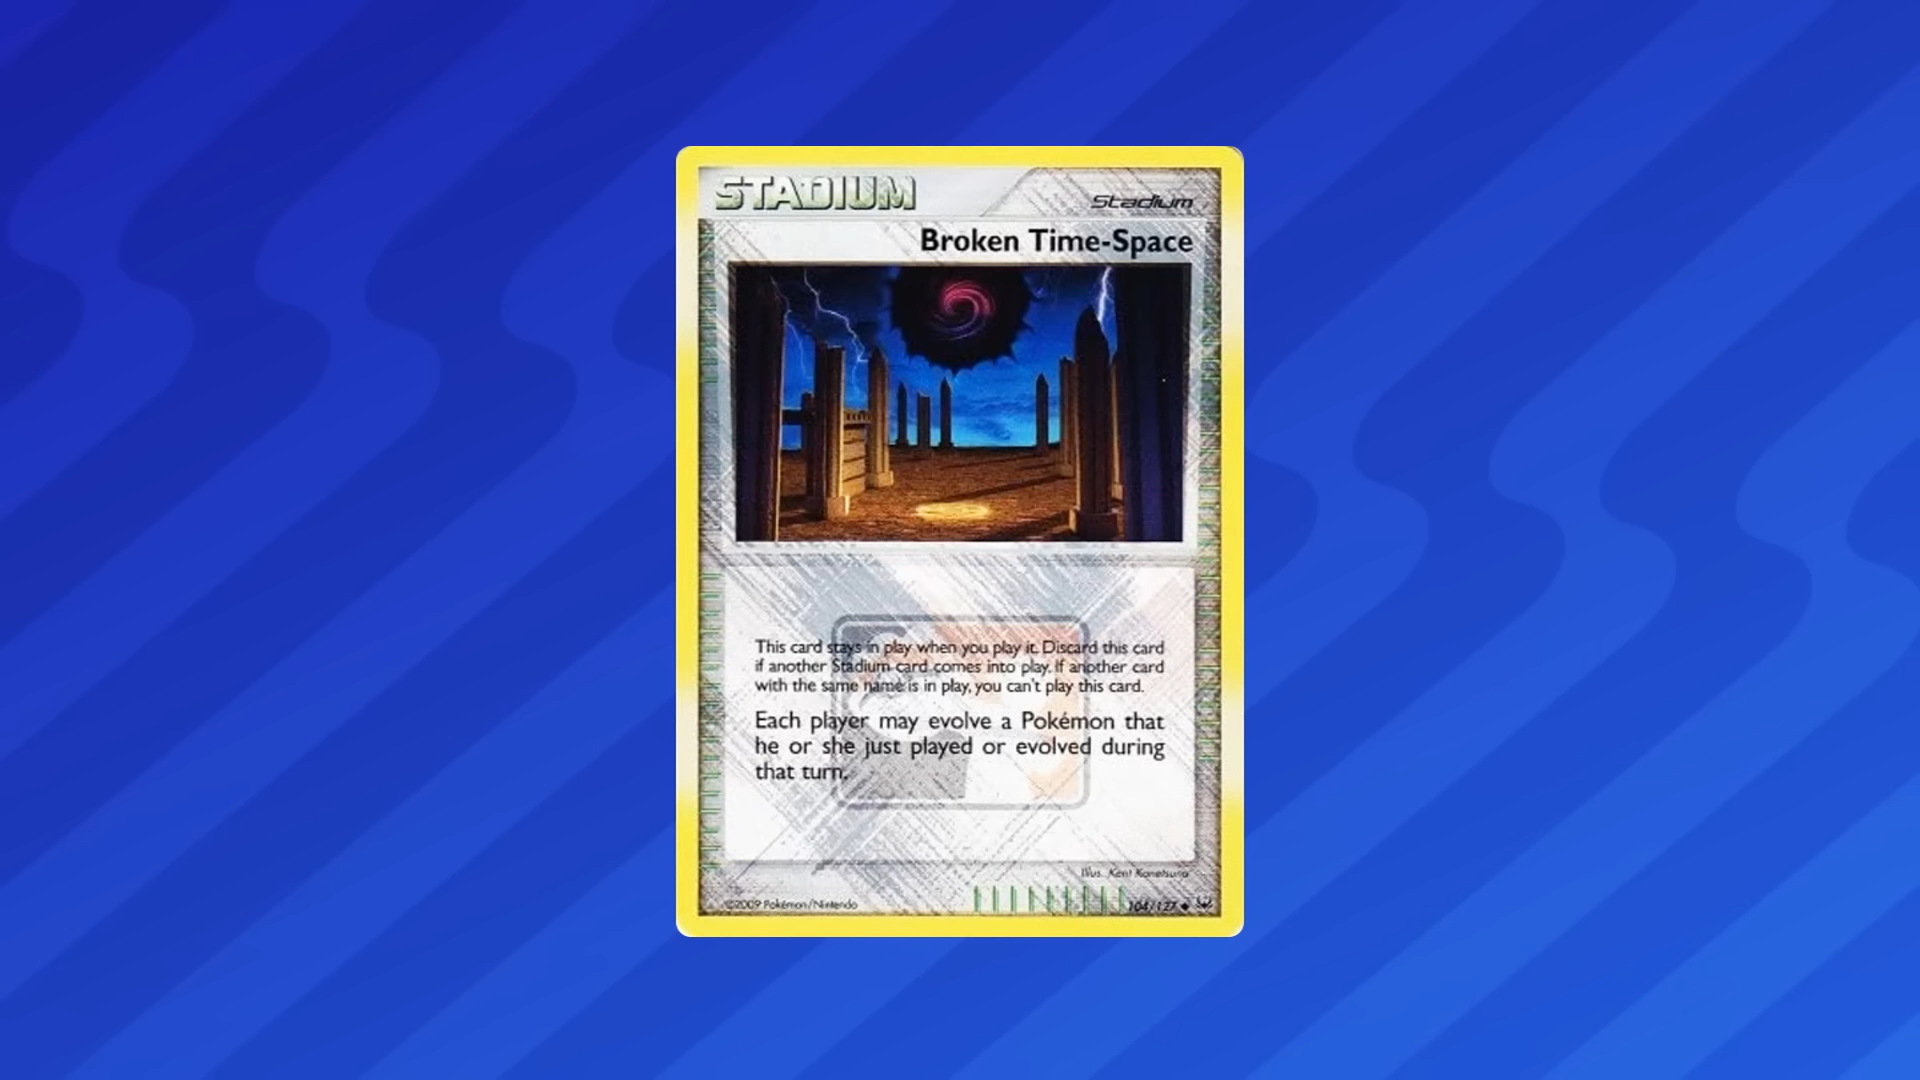 STADIUM
Stadium
Broken Time-Space
This card stays in play when you play it. Discard this card
if another Stadium card comes into play. If another card
with the same name is in play, you can't play this card.
Each player may evolve a Pokémon that
he or she just played or evolved during
that turn.
Illus. Kent Kanetsuna
©2009 Pokémon/Nintendo
104/127